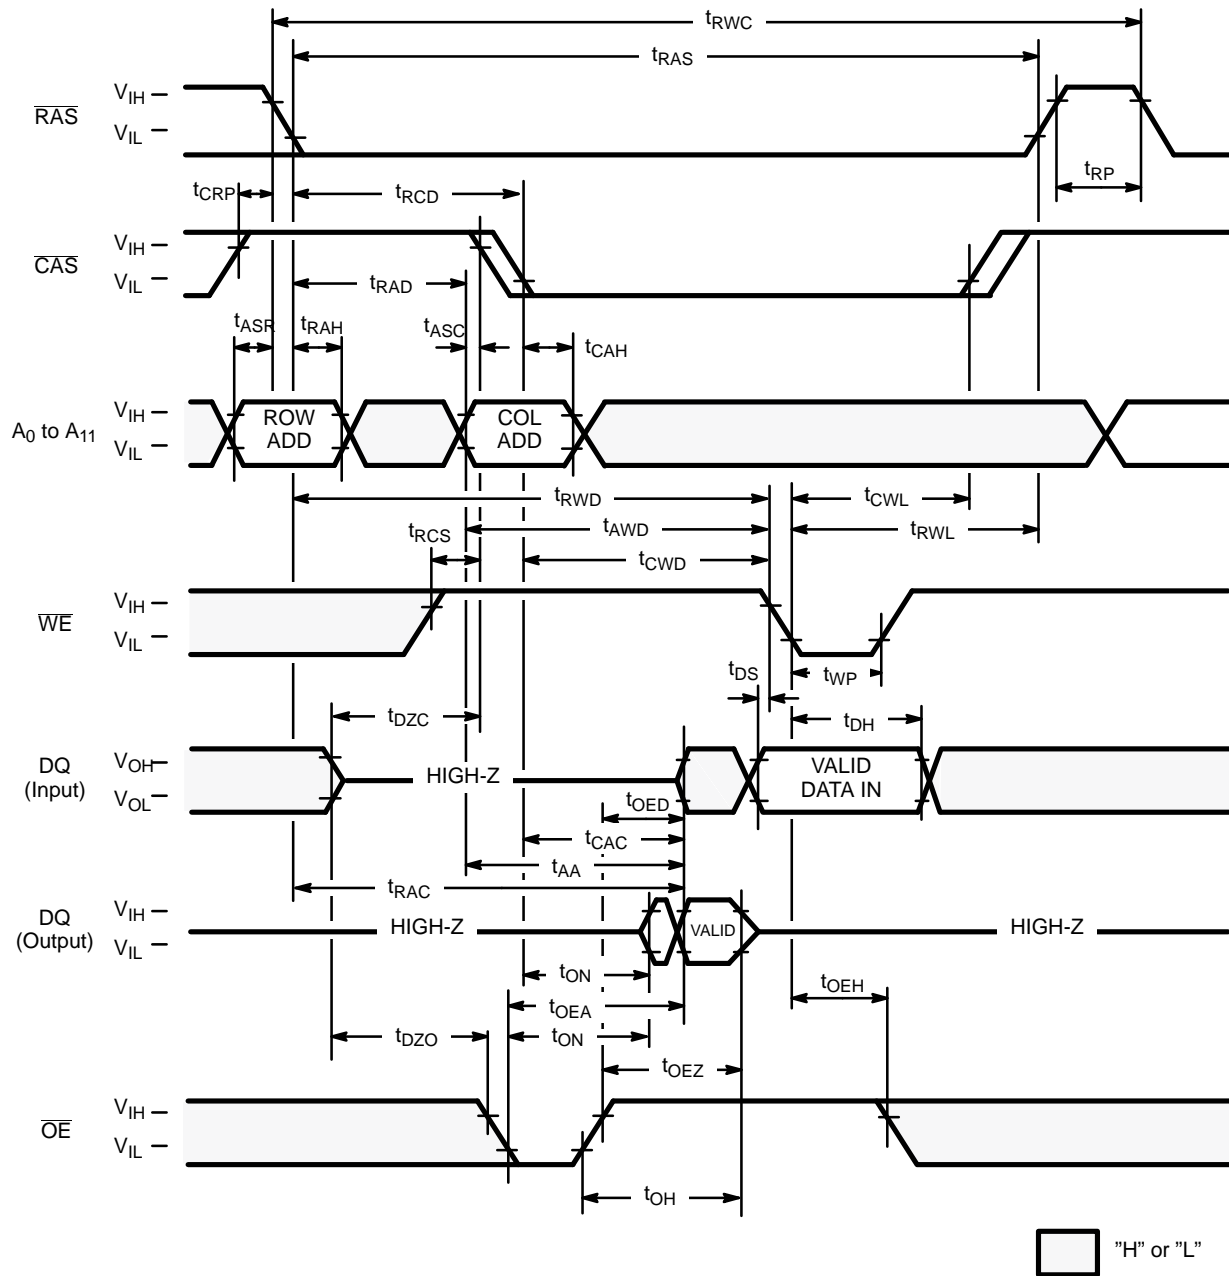 tRWC
tRAS
RAS
VIH
VIL
tCRP
tRCD
tRP
CAS
VIH
VIL
tRAD
tASR
tRAH
tASC
tCAH
A0 to A11
VIH
VIL
ROW
ADD
COL
ADD
tRWD
tCWL
tRCS
tAWD
tRWL
tCWD
WE
VIH
VIL
tDS
tWP
tDZC
tDH
DQ
(Input)
VOH
VOL
HIGH-Z
VALID
DATA IN
tOED
tCAC
tAA
tRAC
DQ
(Output)
VIH
VIL
HIGH-Z
VALID
HIGH-Z
tON
tOEH
tOEA
tDZO
tON
tOEZ
OE
VIH
VIL
tOH
”H” or ”L”